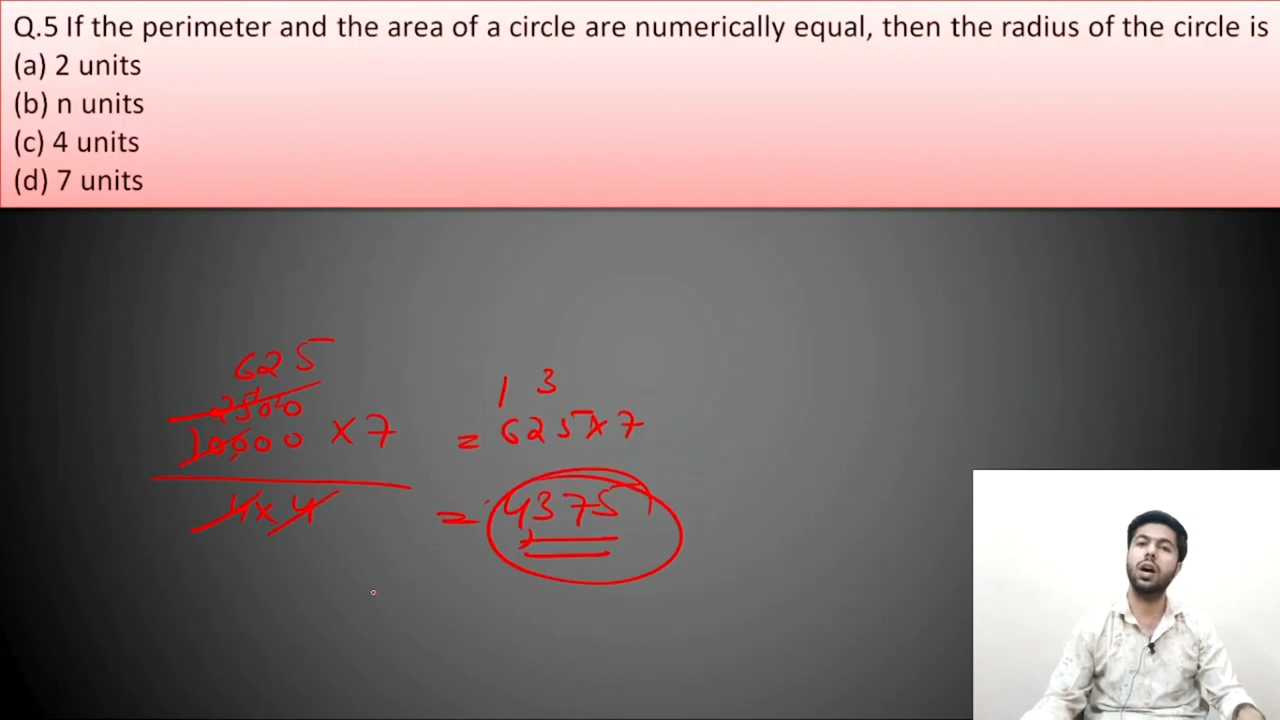 Q.5 If the perimeter and the area of a circle are numerically equal, then the radius of the circle is
(a) 2 units
(b) n units
(c) 4 units
(d) 7 units
625
2500
10000 × 7
4 × 4
1 3
= 625 × 7
= 4375